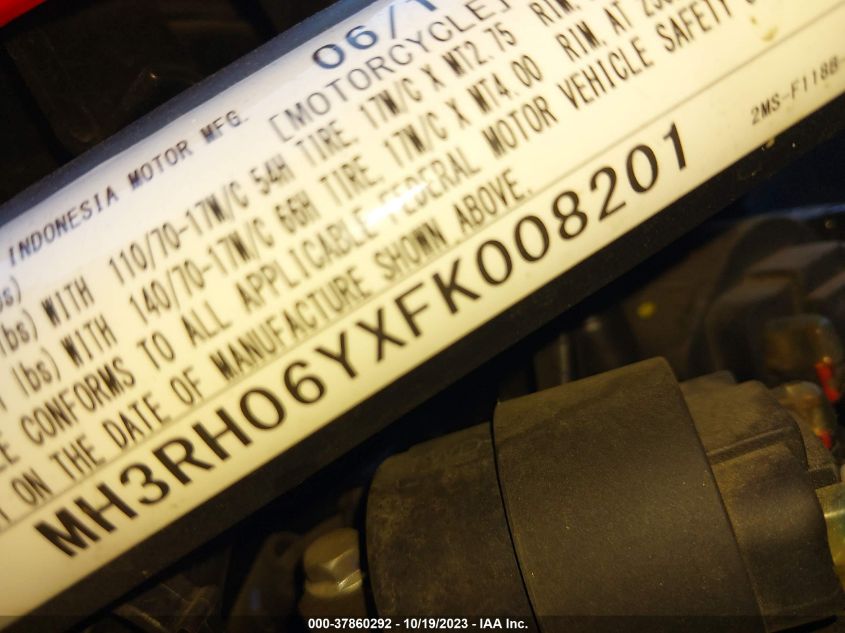 06/1
INDONESIA MOTOR MFG. [MOTORCYCLE]
lbs) WITH 110/70-17M/C 54H TIRE, 17M/C X MT2.75 RIM,
lbs) WITH 140/70-17M/C 66H TIRE, 17M/C X MT4.00 RIM, AT
CONFORMS TO ALL APPLICABLE FEDERAL MOTOR VEHICLE SAFETY
ON THE DATE OF MANUFACTURE SHOWN ABOVE.
2MS-F118B-
MH3RH06YXFK008201
000-37860292 - 10/19/2023 - IAA Inc.